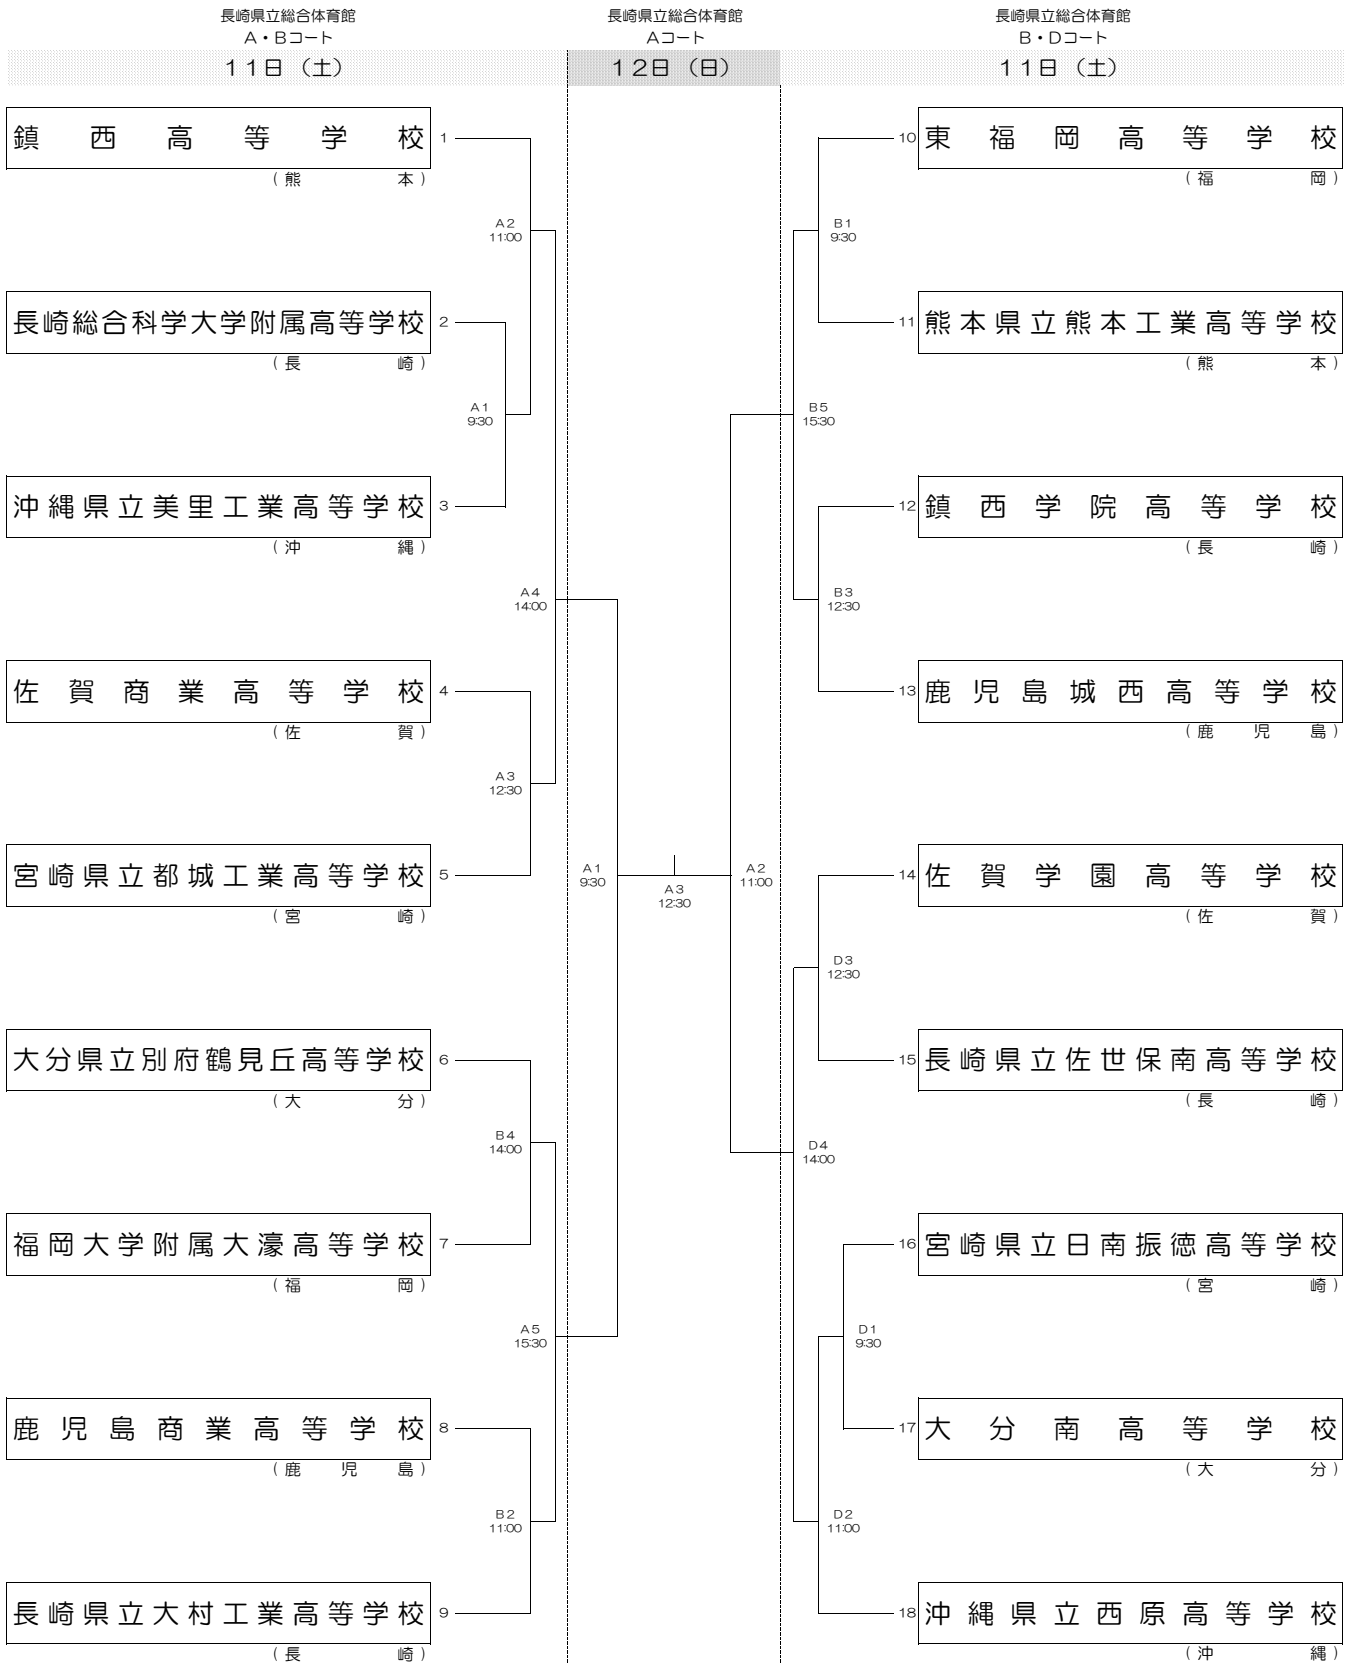 長崎県立総合体育館
A・Bコート
11日（土）
長崎県立総合体育館
Aコート
12日（日）
長崎県立総合体育館
B・Dコート
11日（土）
鎮西高等学校 1
（熊本）
A2
11:00
長崎総合科学大学附属高等学校 2
（長崎）
A1
9:30
沖縄県立美里工業高等学校 3
（沖縄）
A4
14:00
佐賀商業高等学校 4
（佐賀）
A3
12:30
宮崎県立都城工業高等学校 5
（宮崎）
大分県立別府鶴見丘高等学校 6
（大分）
B4
14:00
福岡大学附属大濠高等学校 7
（福岡）
A5
15:30
鹿児島商業高等学校 8
（鹿児島）
B2
11:00
長崎県立大村工業高等学校 9
（長崎）
A1
9:30
A3
12:30
A2
11:00
10 東福岡高等学校
（福岡）
B1
9:30
11 熊本県立熊本工業高等学校
（熊本）
B5
15:30
12 鎮西学院高等学校
（長崎）
B3
12:30
13 鹿児島城西高等学校
（鹿児島）
14 佐賀学園高等学校
（佐賀）
D3
12:30
15 長崎県立佐世保南高等学校
（長崎）
D4
14:00
16 宮崎県立日南振徳高等学校
（宮崎）
D1
9:30
17 大分南高等学校
（大分）
D2
11:00
18 沖縄県立西原高等学校
（沖縄）